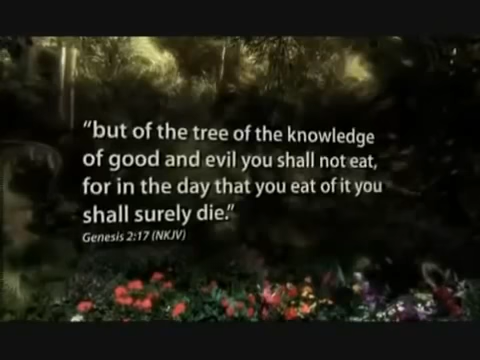 “but of the tree of the knowledge
of good and evil you shall not eat,
for in the day that you eat of it you
shall surely die.”
Genesis 2:17 (NKJV)